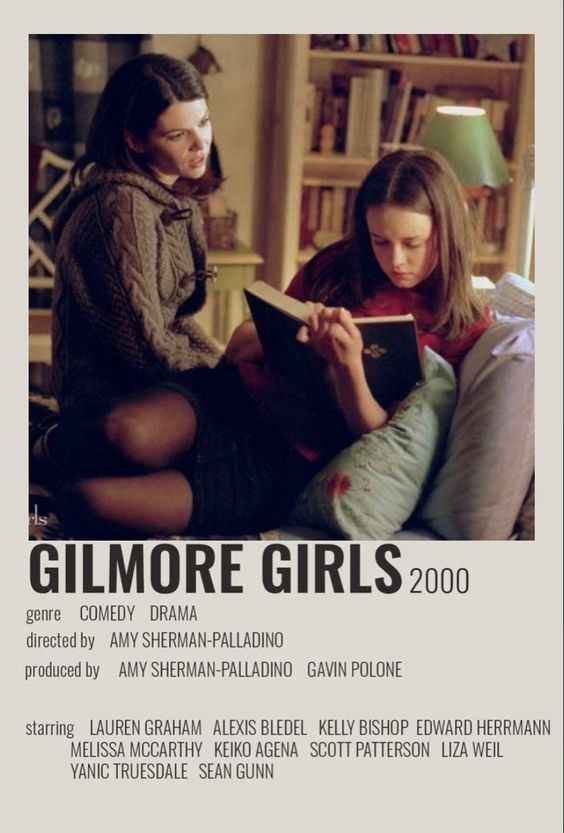 rls
GILMORE GIRLS 2000
genre COMEDY DRAMA
directed by AMY SHERMAN-PALLADINO
produced by AMY SHERMAN-PALLADINO GAVIN POLONE
starring LAUREN GRAHAM ALEXIS BLEDEL KELLY BISHOP EDWARD HERRMANN
MELISSA MCCARTHY KEIKO AGENA SCOTT PATTERSON LIZA WEIL
YANIC TRUESDALE SEAN GUNN